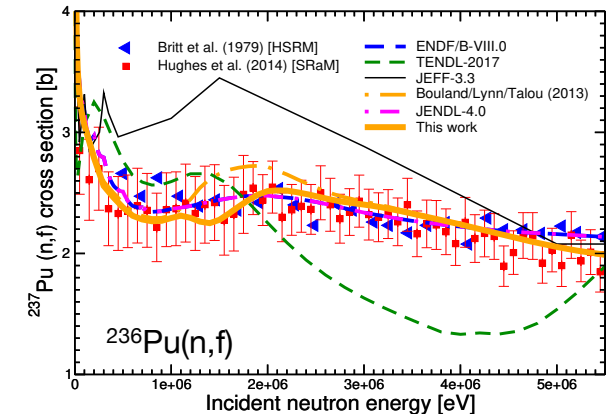 4
3
2
1
²³⁷Pu (n,f) cross section [b]
Britt et al. (1979) [HSRM]
Hughes et al. (2014) [SRaM]
ENDF/B-VIII.0
TENDL-2017
JEFF-3.3
Bouland/Lynn/Talou (2013)
JENDL-4.0
This work
²³⁶Pu(n,f)
0 1e+06 2e+06 3e+06 4e+06 5e+06
Incident neutron energy [eV]